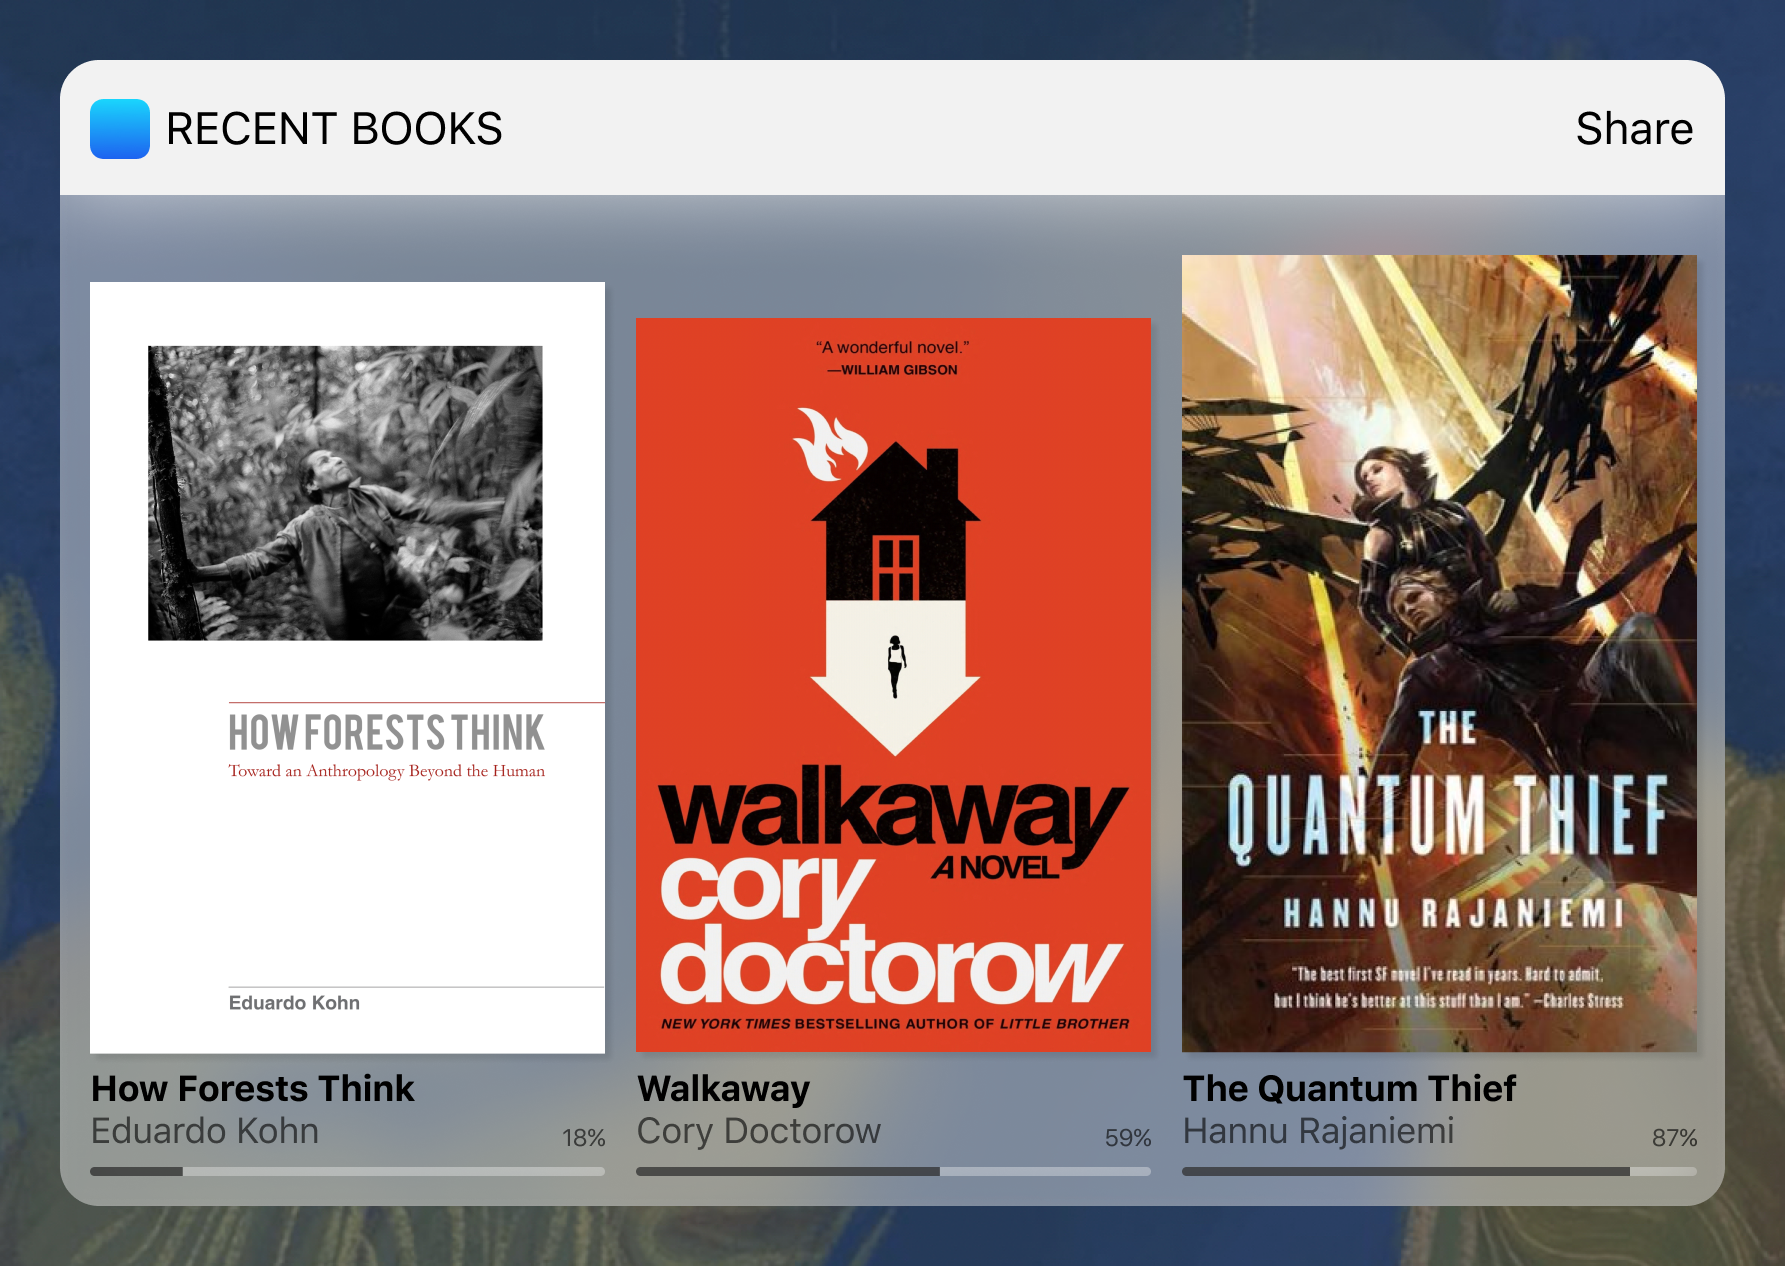 RECENT BOOKS
Share
HOW FORESTS THINK
Toward an Anthropology Beyond the Human
Eduardo Kohn
How Forests Think
Eduardo Kohn
18%
“A wonderful novel.”
—WILLIAM GIBSON
walkaway
A NOVEL
cory
doctorow
NEW YORK TIMES BESTSELLING AUTHOR OF LITTLE BROTHER
Walkaway
Cory Doctorow
59%
THE
QUANTUM THIEF
HANNU RAJANIEMI
“The best first SF novel I’ve read in years. Hard to admit,
but I think he’s better at this stuff than I am.” —Charles Stress
The Quantum Thief
Hannu Rajaniemi
87%